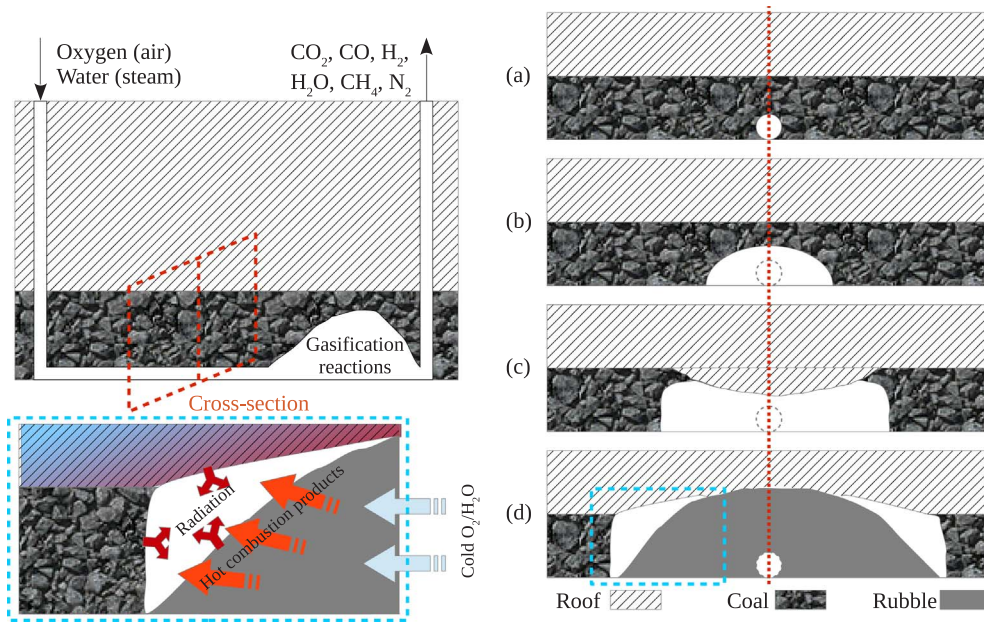 Oxygen (air)
Water (steam)
CO₂, CO, H₂,
H₂O, CH₄, N₂
Gasification
reactions
Cross-section
Radiation
Hot combustion products
Cold O₂/H₂O
(a)
(b)
(c)
(d)
Roof Coal Rubble